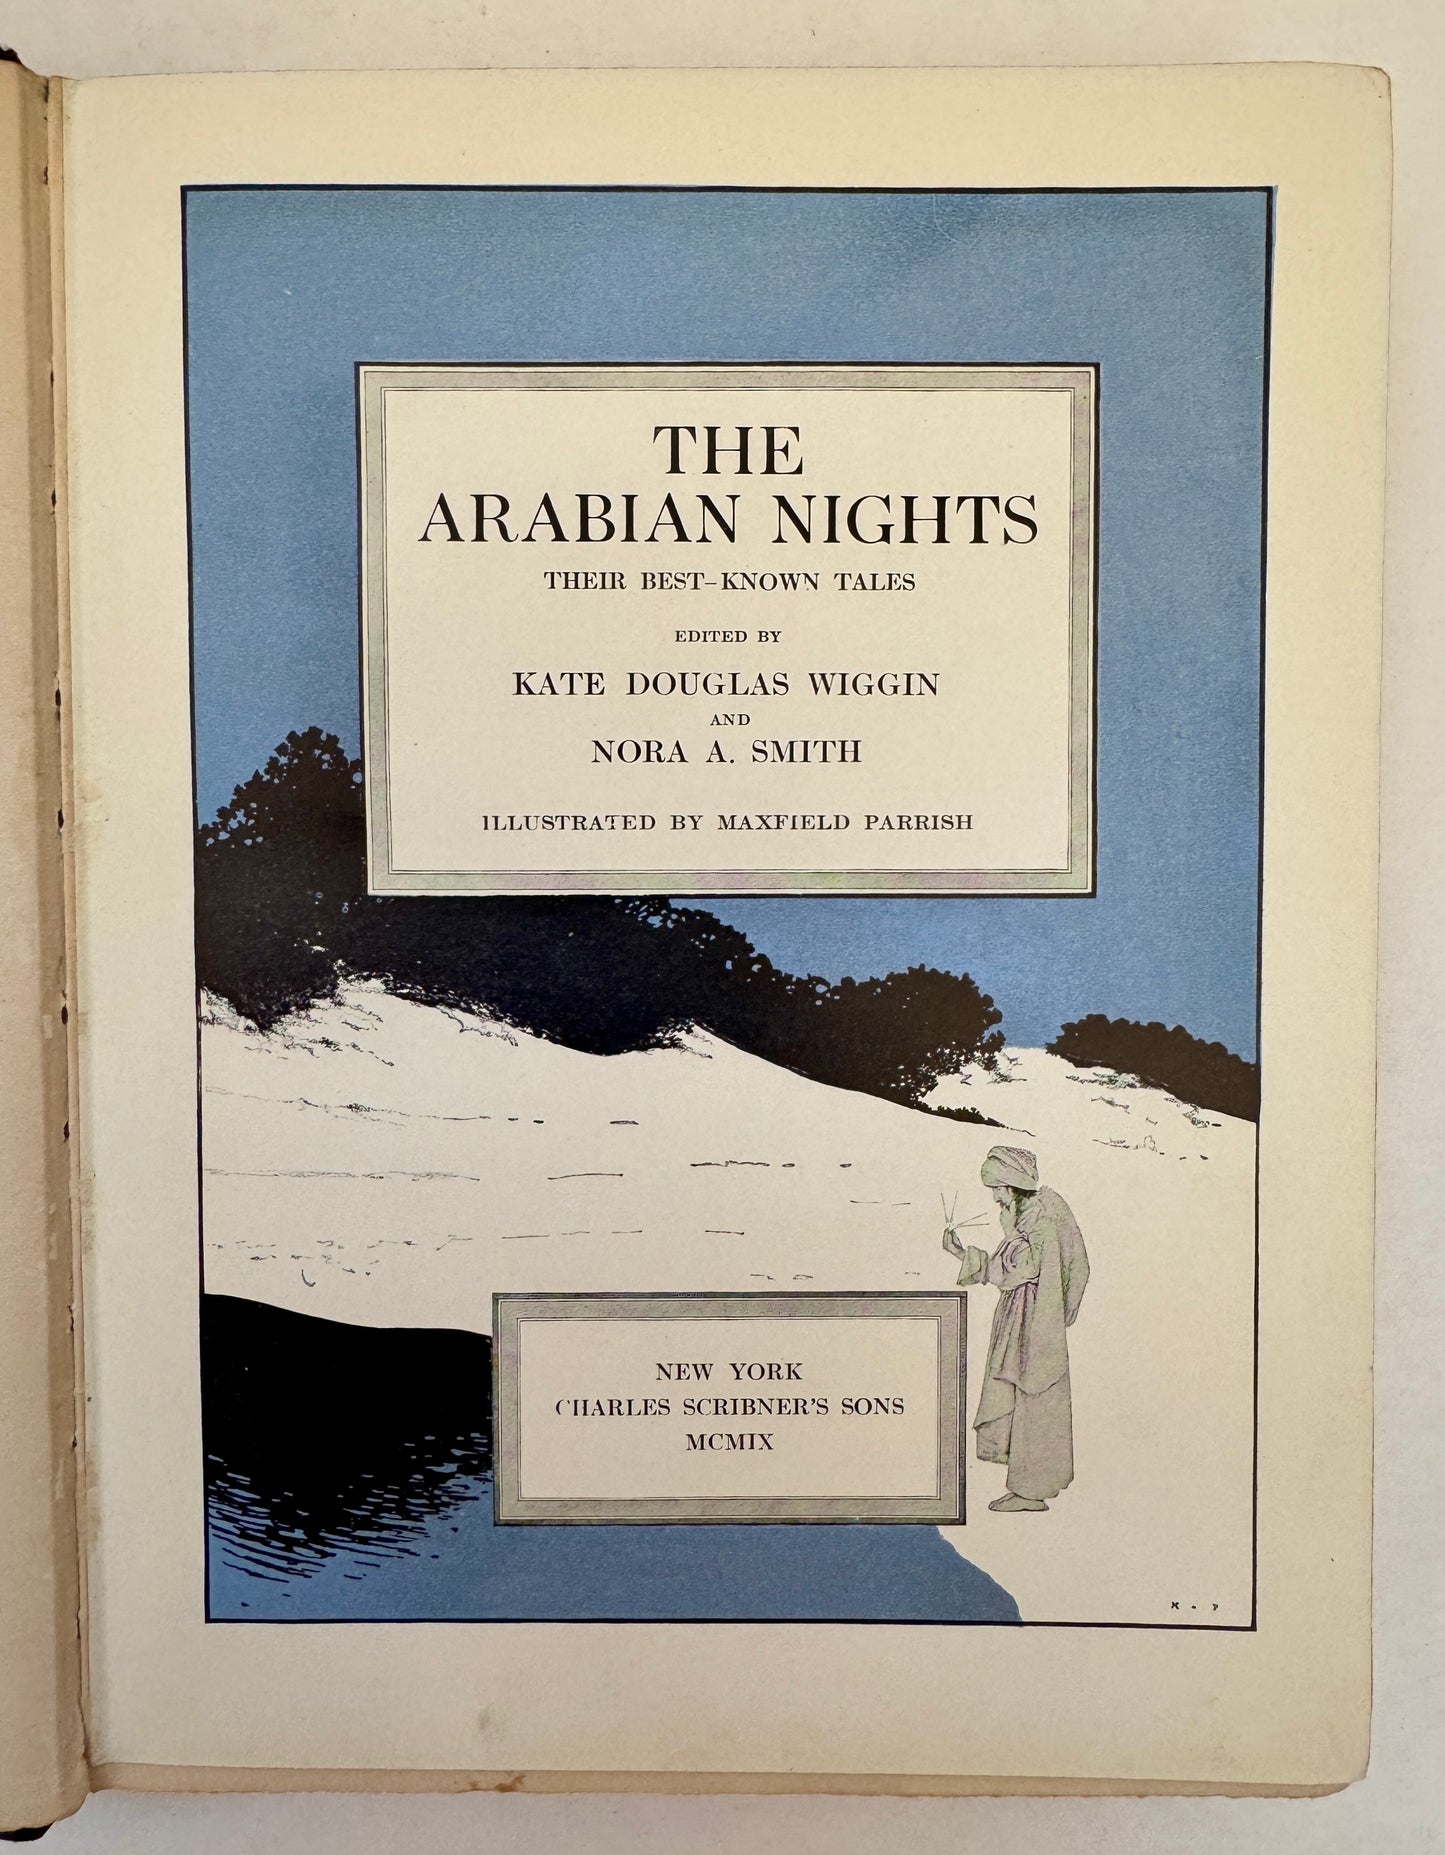 THE
ARABIAN NIGHTS
THEIR BEST-KNOWN TALES
EDITED BY
KATE DOUGLAS WIGGIN
AND
NORA A. SMITH
ILLUSTRATED BY MAXFIELD PARRISH
NEW YORK
CHARLES SCRIBNER'S SONS
MCMIX